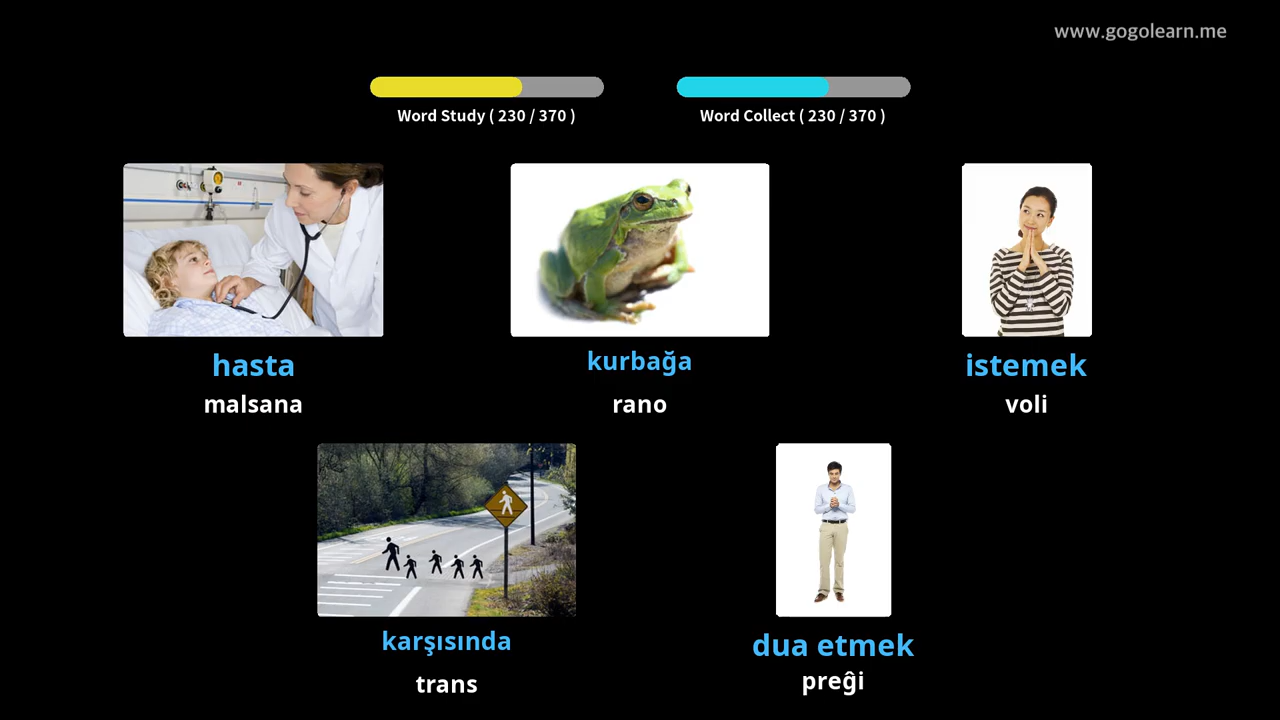 www.gogolearn.me
Word Study ( 230 / 370 )
Word Collect ( 230 / 370 )
hasta
malsana
kurbağa
rano
istemek
voli
karşısında
trans
dua etmek
preĝi